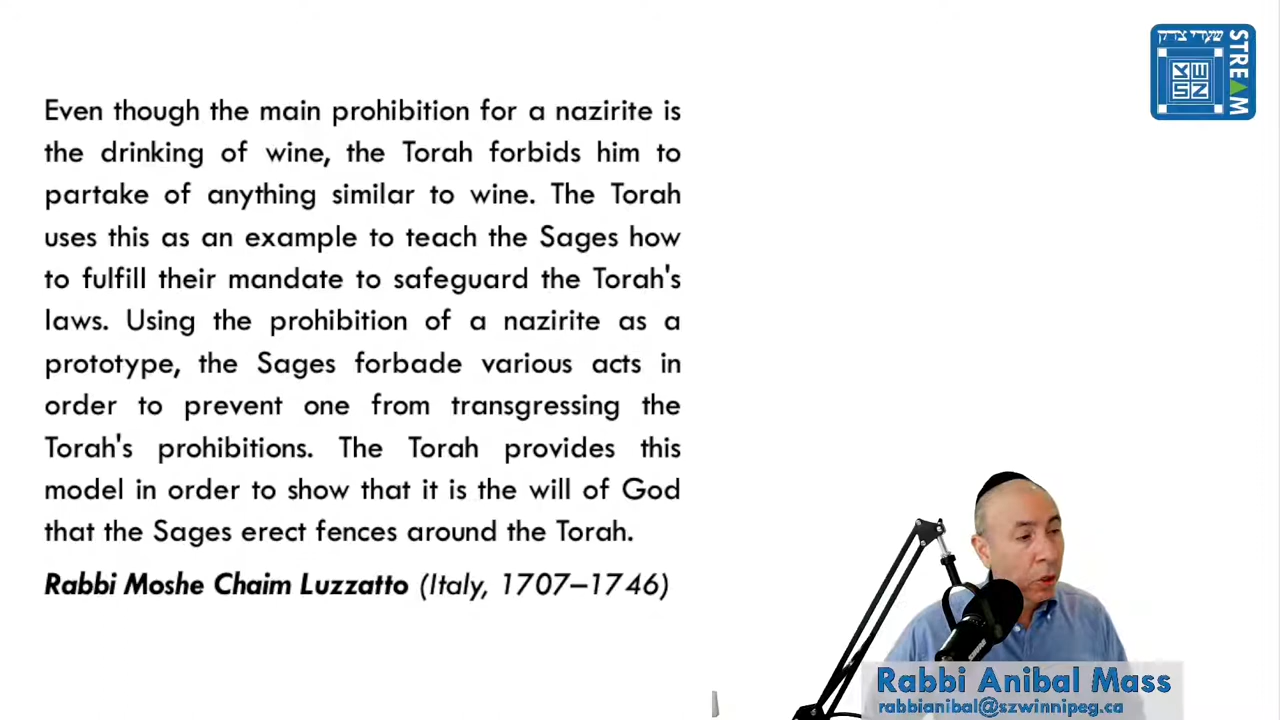 Even though the main prohibition for a nazirite is
the drinking of wine, the Torah forbids him to
partake of anything similar to wine. The Torah
uses this as an example to teach the Sages how
to fulfill their mandate to safeguard the Torah's
laws. Using the prohibition of a nazirite as a
prototype, the Sages forbade various acts in
order to prevent one from transgressing the
Torah's prohibitions. The Torah provides this
model in order to show that it is the will of God
that the Sages erect fences around the Torah.
Rabbi Moshe Chaim Luzzatto (Italy, 1707–1746)
שערי צדק
STREAM
SHURE
Rabbi Anibal Mass
rabbianibal@szwinnipeg.ca